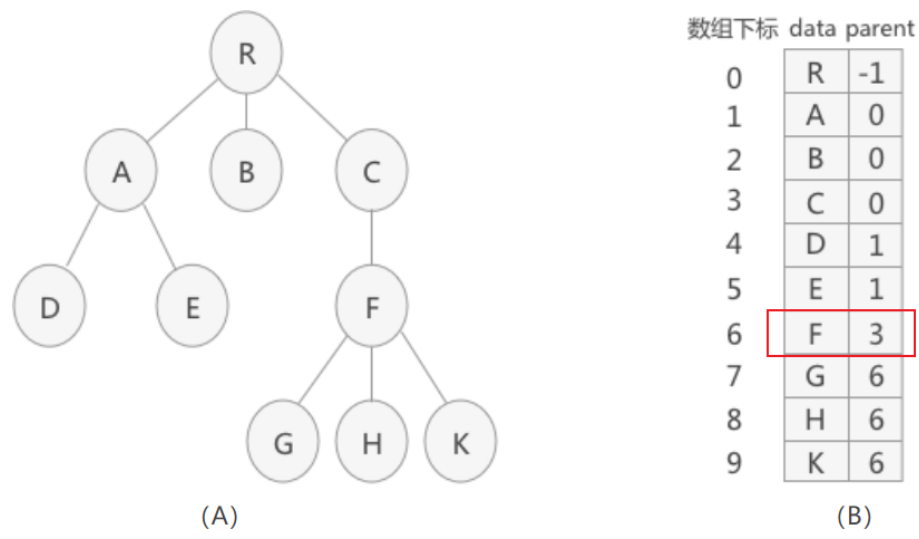 R
A B C
D E F
G H K
(A)
数组下标 data parent
0 R -1
1 A 0
2 B 0
3 C 0
4 D 1
5 E 1
6 F 3
7 G 6
8 H 6
9 K 6
(B)